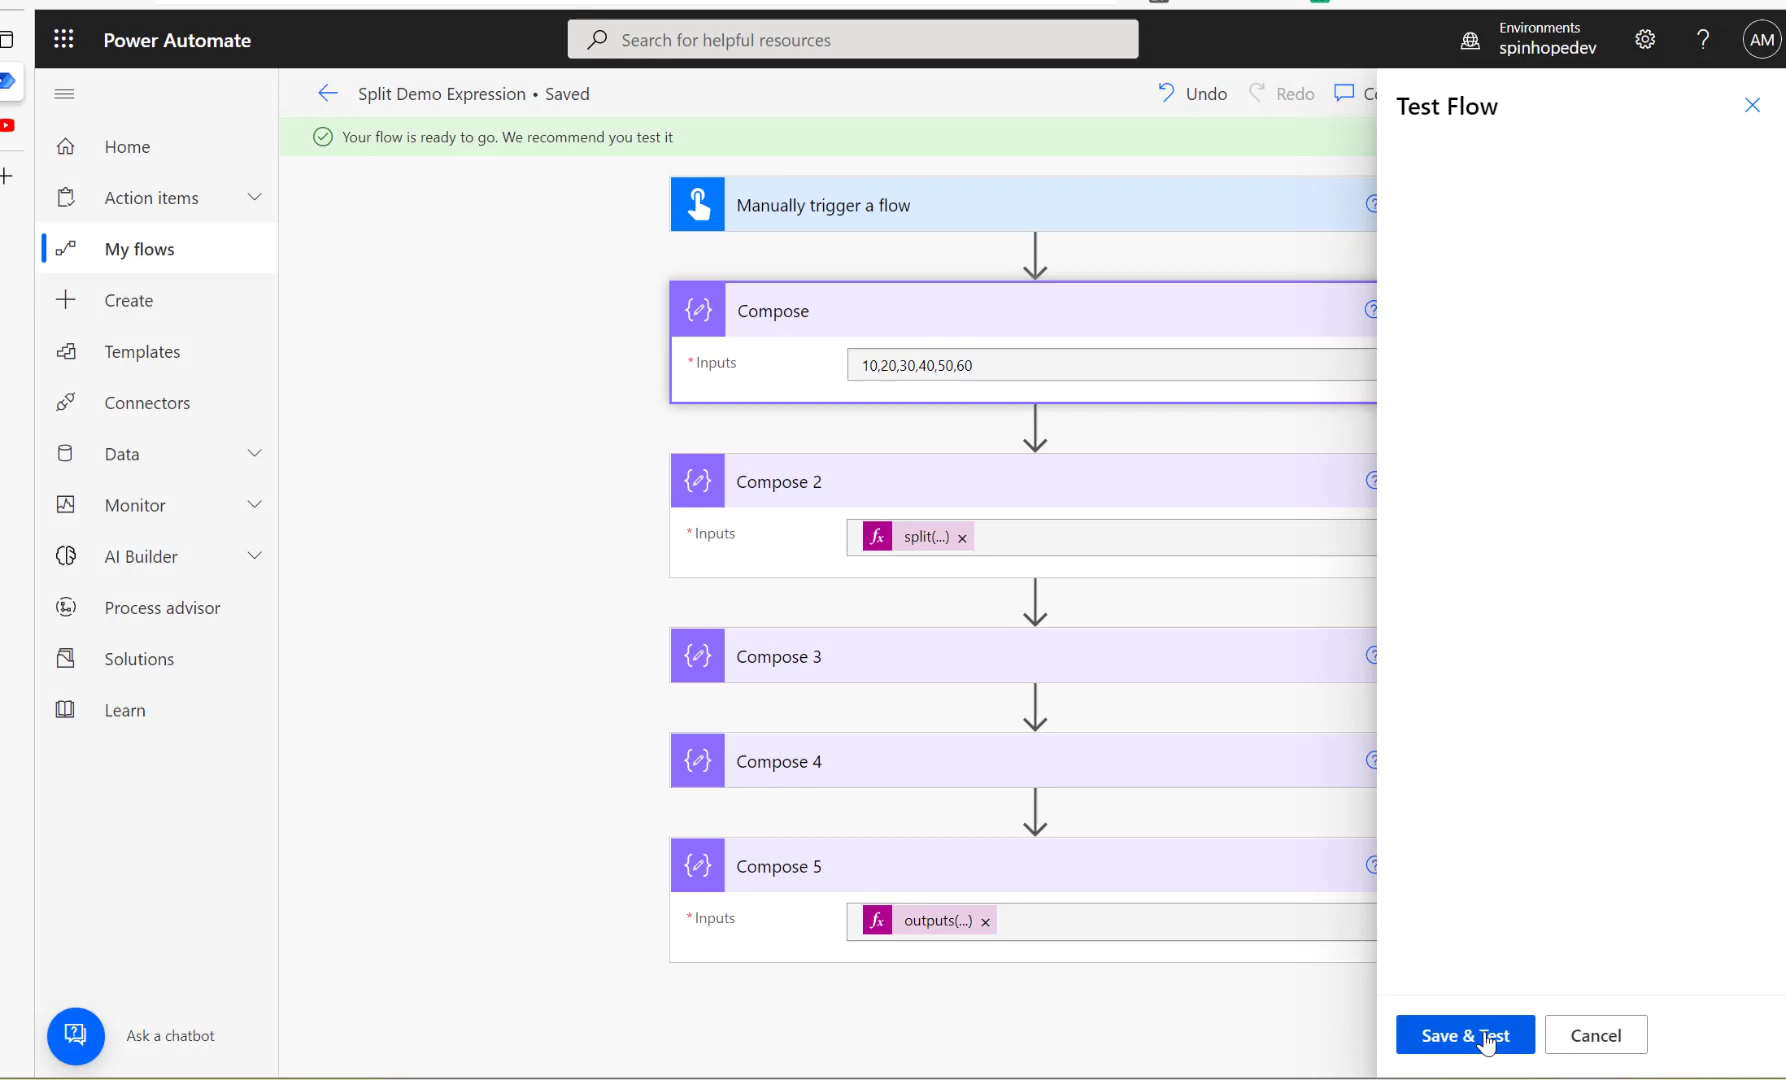 Power Automate
Search for helpful resources
Environments
spinhopedev
AM
Split Demo Expression • Saved
Undo
Redo
Test Flow
Your flow is ready to go. We recommend you test it
Home
Action items
My flows
Create
Templates
Connectors
Data
Monitor
AI Builder
Process advisor
Solutions
Learn
Ask a chatbot
Manually trigger a flow
Compose
* Inputs
10,20,30,40,50,60
Compose 2
* Inputs
fx split(...) ×
Compose 3
Compose 4
Compose 5
* Inputs
fx outputs(...) ×
Save & Test
Cancel